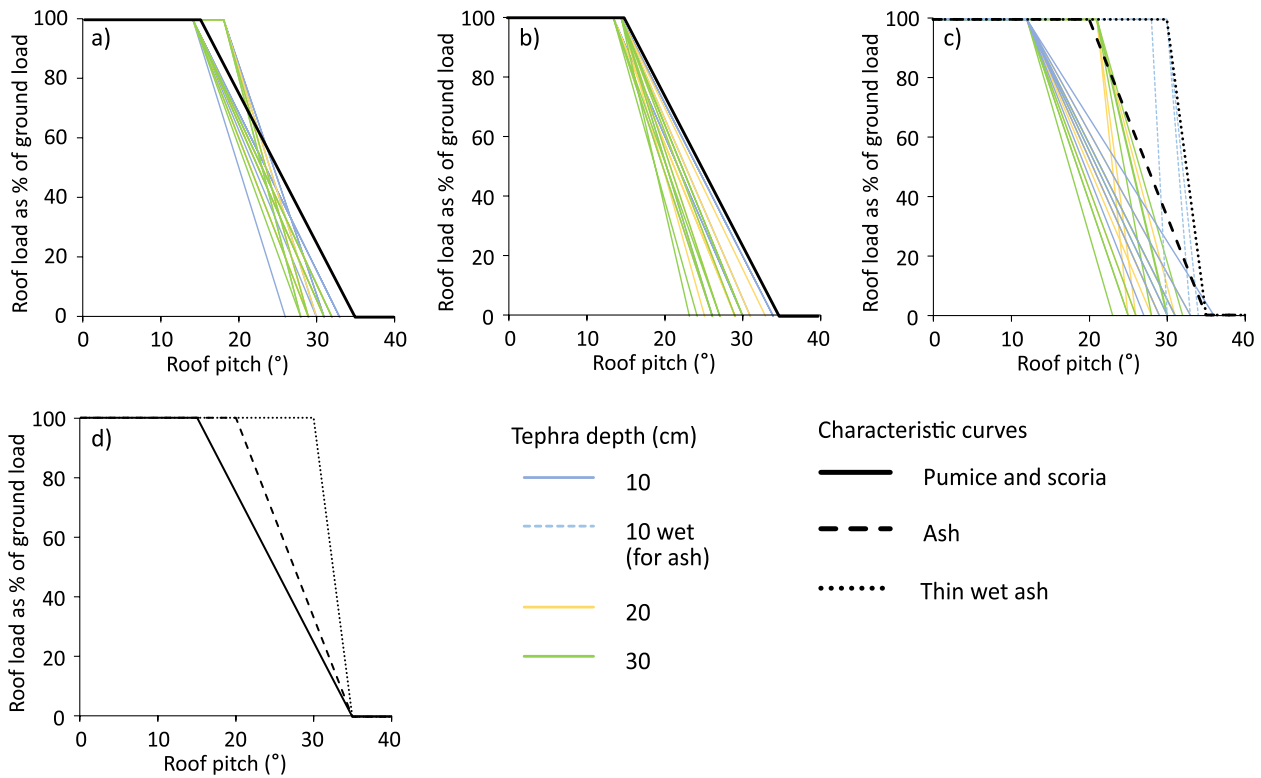 a)
Roof load as % of ground load
100
80
60
40
20
0
0
10
20
30
40
Roof pitch (°)
b)
Roof load as % of ground load
100
80
60
40
20
0
0
10
20
30
40
Roof pitch (°)
c)
Roof load as % of ground load
100
80
60
40
20
0
0
10
20
30
40
Roof pitch (°)
d)
Roof load as % of ground load
100
80
60
40
20
0
0
10
20
30
40
Roof pitch (°)
Tephra depth (cm)
10
10 wet
(for ash)
20
30
Characteristic curves
Pumice and scoria
Ash
Thin wet ash